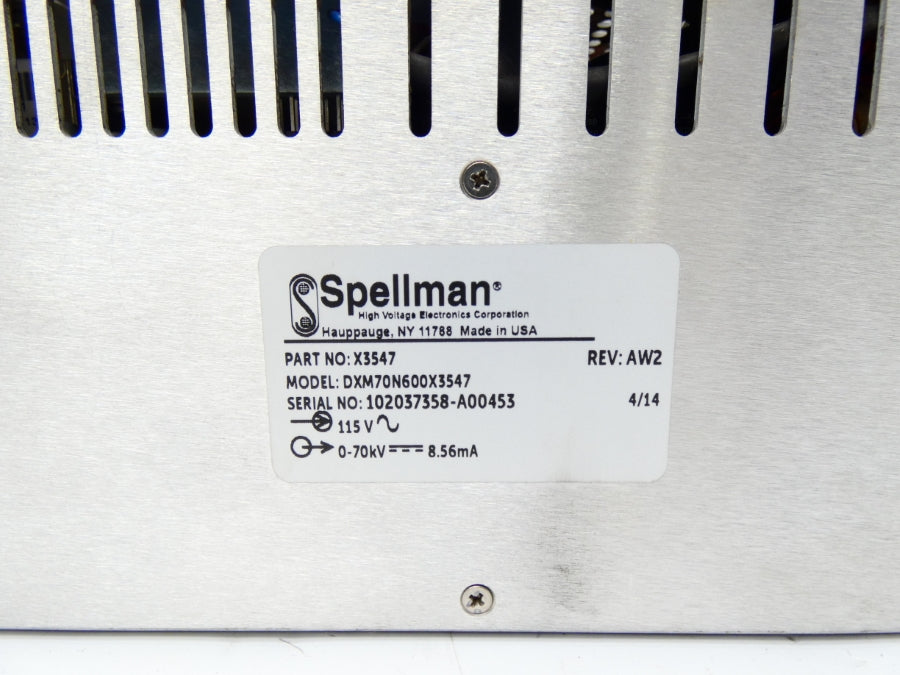 Spellman®
High Voltage Electronics Corporation
Hauppauge, NY 11788 Made in USA
PART NO: X3547 REV: AW2
MODEL: DXM70N600X3547
SERIAL NO: 102037358-A00453 4/14
115 V
0-70kV 8.56mA